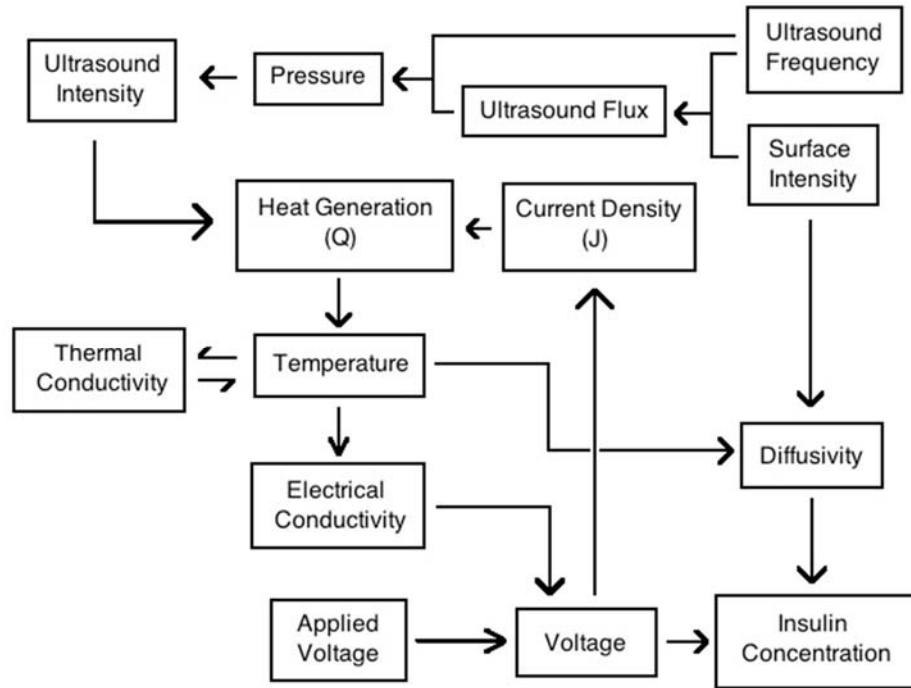 Ultrasound
Frequency
Ultrasound
Intensity
Pressure
Ultrasound Flux
Surface
Intensity
Heat Generation
(Q)
Current Density
(J)
Thermal
Conductivity
Temperature
Diffusivity
Electrical
Conductivity
Applied
Voltage
Voltage
Insulin
Concentration